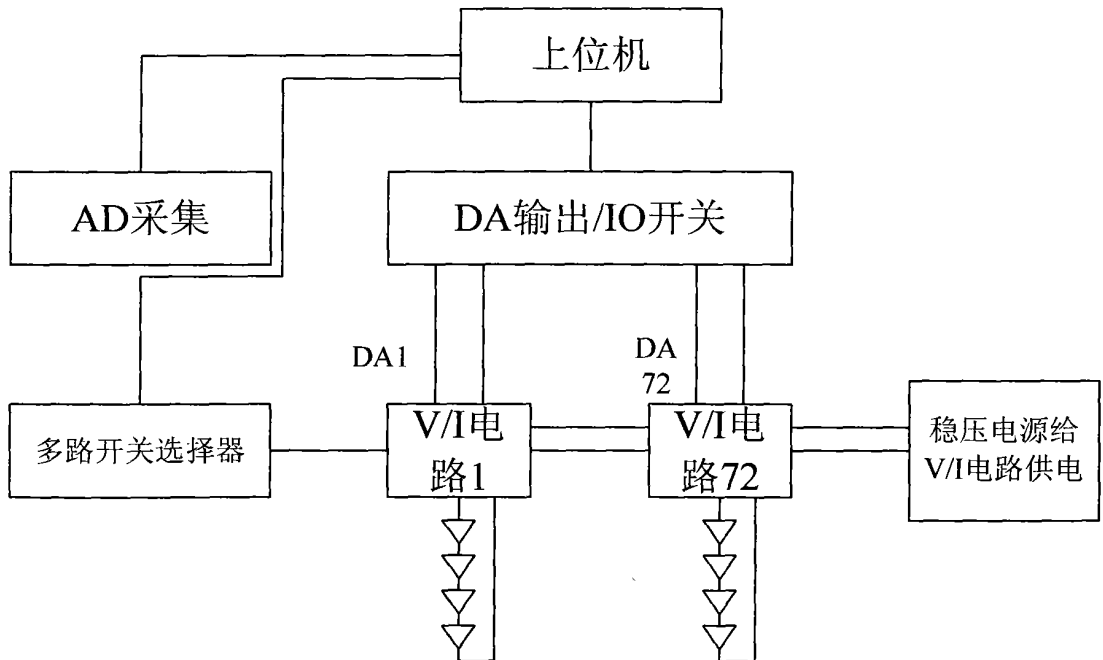 上位机
AD采集
DA输出/IO开关
DA1
DA
72
多路开关选择器
V/I电
路1
V/I电
路72
稳压电源给
V/I电路供电